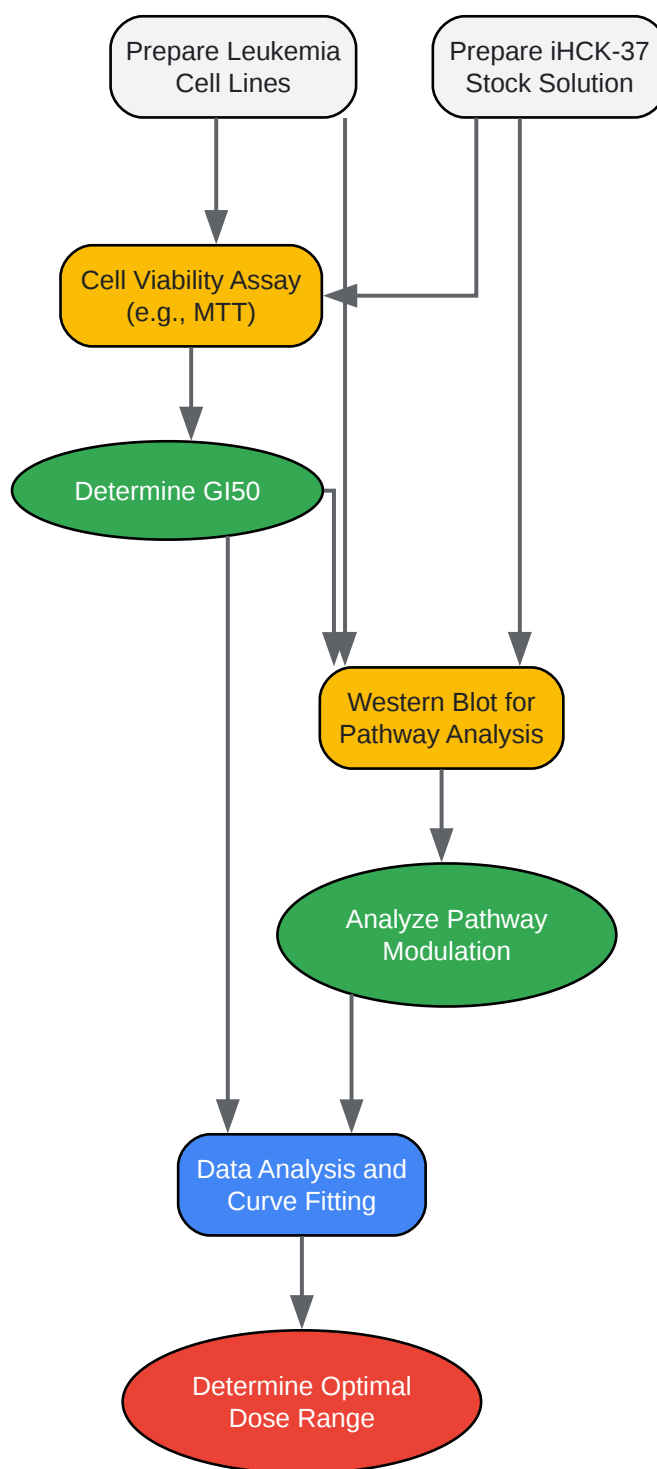 Prepare Leukemia
Cell Lines
Prepare iHCK-37
Stock Solution
Cell Viability Assay
(e.g., MTT)
Determine GI50
Western Blot for
Pathway Analysis
Analyze Pathway
Modulation
Data Analysis and
Curve Fitting
Determine Optimal
Dose Range